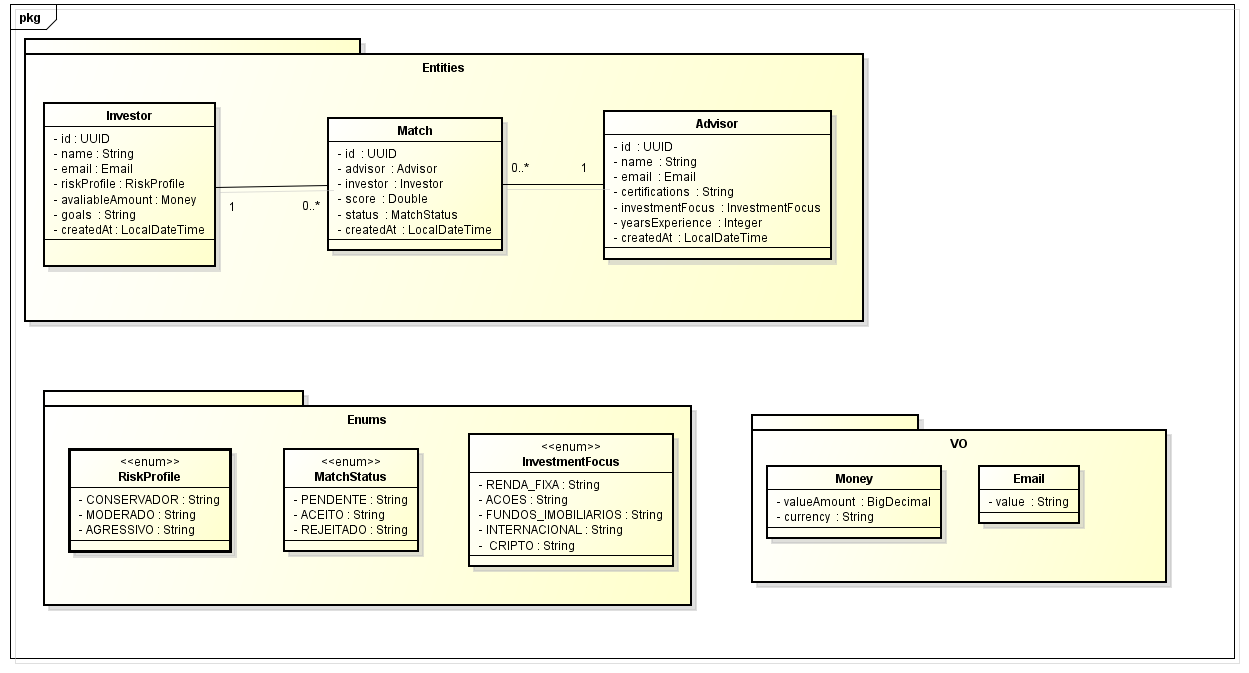 pkg
Entities
Investor
- id : UUID
- name : String
- email : Email
- riskProfile : RiskProfile
- avaliableAmount : Money
- goals : String
- createdAt : LocalDateTime
1
0..*
Match
- id : UUID
- advisor : Advisor
- investor : Investor
- score : Double
- status : MatchStatus
- createdAt : LocalDateTime
0..*
1
Advisor
- id : UUID
- name : String
- email : Email
- certifications : String
- investmentFocus : InvestmentFocus
- yearsExperience : Integer
- createdAt : LocalDateTime
Enums
<<enum>>
RiskProfile
- CONSERVADOR : String
- MODERADO : String
- AGRESSIVO : String
<<enum>>
MatchStatus
- PENDENTE : String
- ACEITO : String
- REJEITADO : String
<<enum>>
InvestmentFocus
- RENDA_FIXA : String
- ACOES : String
- FUNDOS_IMOBILIARIOS : String
- INTERNACIONAL : String
- CRIPTO : String
VO
Money
- valueAmount : BigDecimal
- currency : String
Email
- value : String